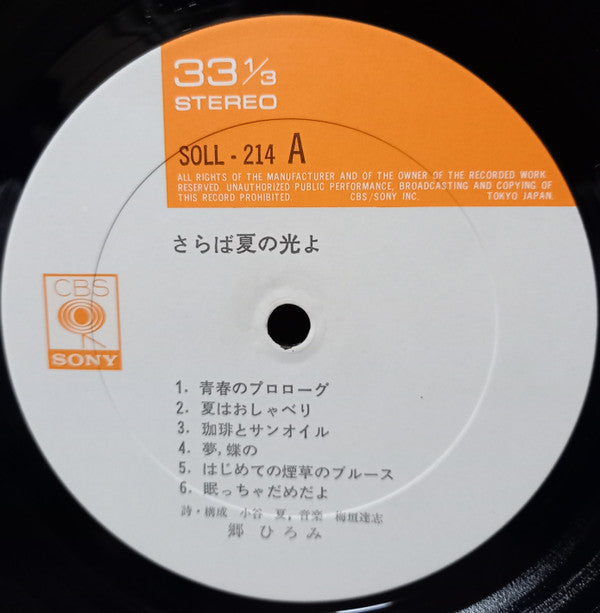 33 1/3
STEREO
SOLL - 214 A
ALL RIGHTS OF THE MANUFACTURER AND OF THE OWNER OF THE RECORDED WORK
RESERVED. UNAUTHORIZED PUBLIC PERFORMANCE, BROADCASTING AND COPYING OF
THIS RECORD PROHIBITED. CBS/SONY INC. TOKYO JAPAN.
さらば夏の光よ
CBS
SONY
1. 青春のプロローグ
2. 夏はおしゃべり
3. 珈琲とサンオイル
4. 夢,蝶の
5. はじめての煙草のブルース
6. 眠っちゃだめだよ
詩・構成 小谷 夏,音楽 梅垣達志
郷 ひろみ